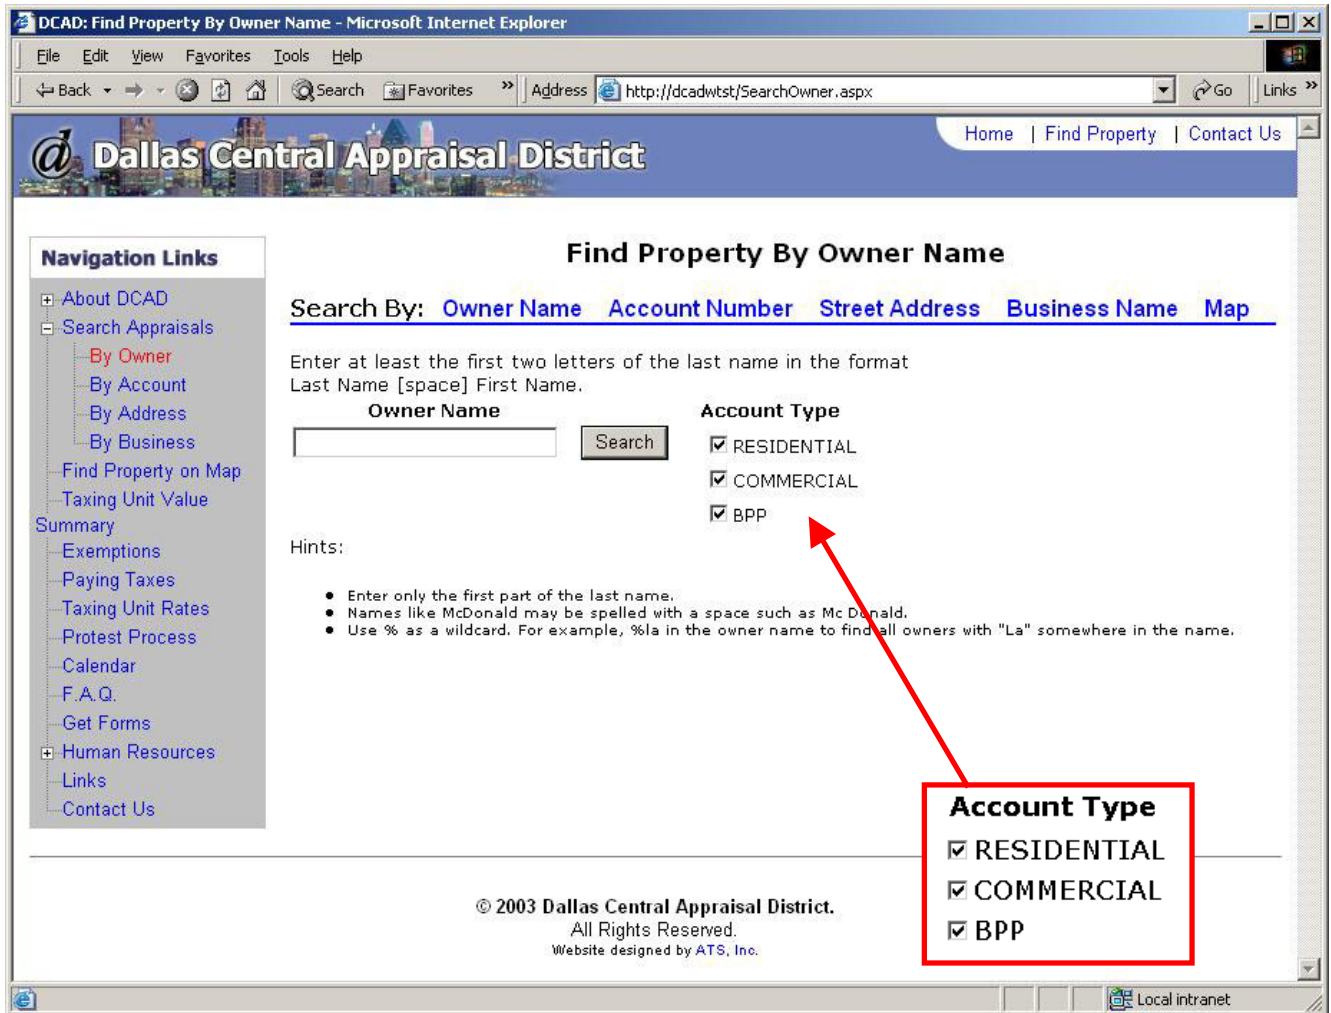 DCAD: Find Property By Owner Name - Microsoft Internet Explorer
File Edit View Favorites Tools Help
Back Search Favorites » Address http://dcadwtst/SearchOwner.aspx Go Links »
Dallas Central Appraisal District
Home | Find Property | Contact Us
Navigation Links
About DCAD
Search Appraisals
By Owner
By Account
By Address
By Business
Find Property on Map
Taxing Unit Value
Summary
Exemptions
Paying Taxes
Taxing Unit Rates
Protest Process
Calendar
F.A.Q.
Get Forms
Human Resources
Links
Contact Us
Find Property By Owner Name
Search By: Owner Name Account Number Street Address Business Name Map
Enter at least the first two letters of the last name in the format
Last Name [space] First Name.
Owner Name
Search
Account Type
RESIDENTIAL
COMMERCIAL
BPP
Hints:
• Enter only the first part of the last name.
• Names like McDonald may be spelled with a space such as Mc Donald.
• Use % as a wildcard. For example, %la in the owner name to find all owners with "La" somewhere in the name.
Account Type
RESIDENTIAL
COMMERCIAL
BPP
© 2003 Dallas Central Appraisal District.
All Rights Reserved.
Website designed by ATS, Inc.
Local intranet